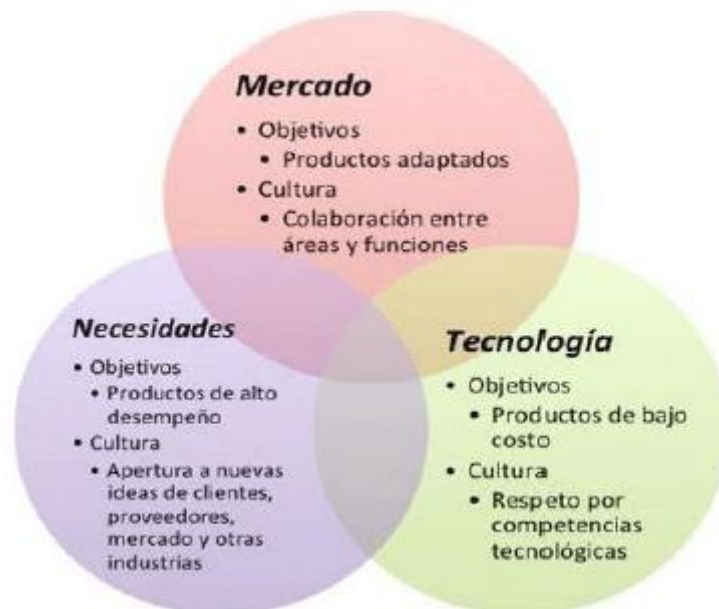 Mercado
• Objetivos
• Productos adaptados
• Cultura
• Colaboración entre
áreas y funciones
Necesidades
• Objetivos
• Productos de alto
desempeño
• Cultura
• Apertura a nuevas
ideas de clientes,
proveedores,
mercado y otras
industrias
Tecnología
• Objetivos
• Productos de bajo
costo
• Cultura
• Respeto por
competencias
tecnológicas